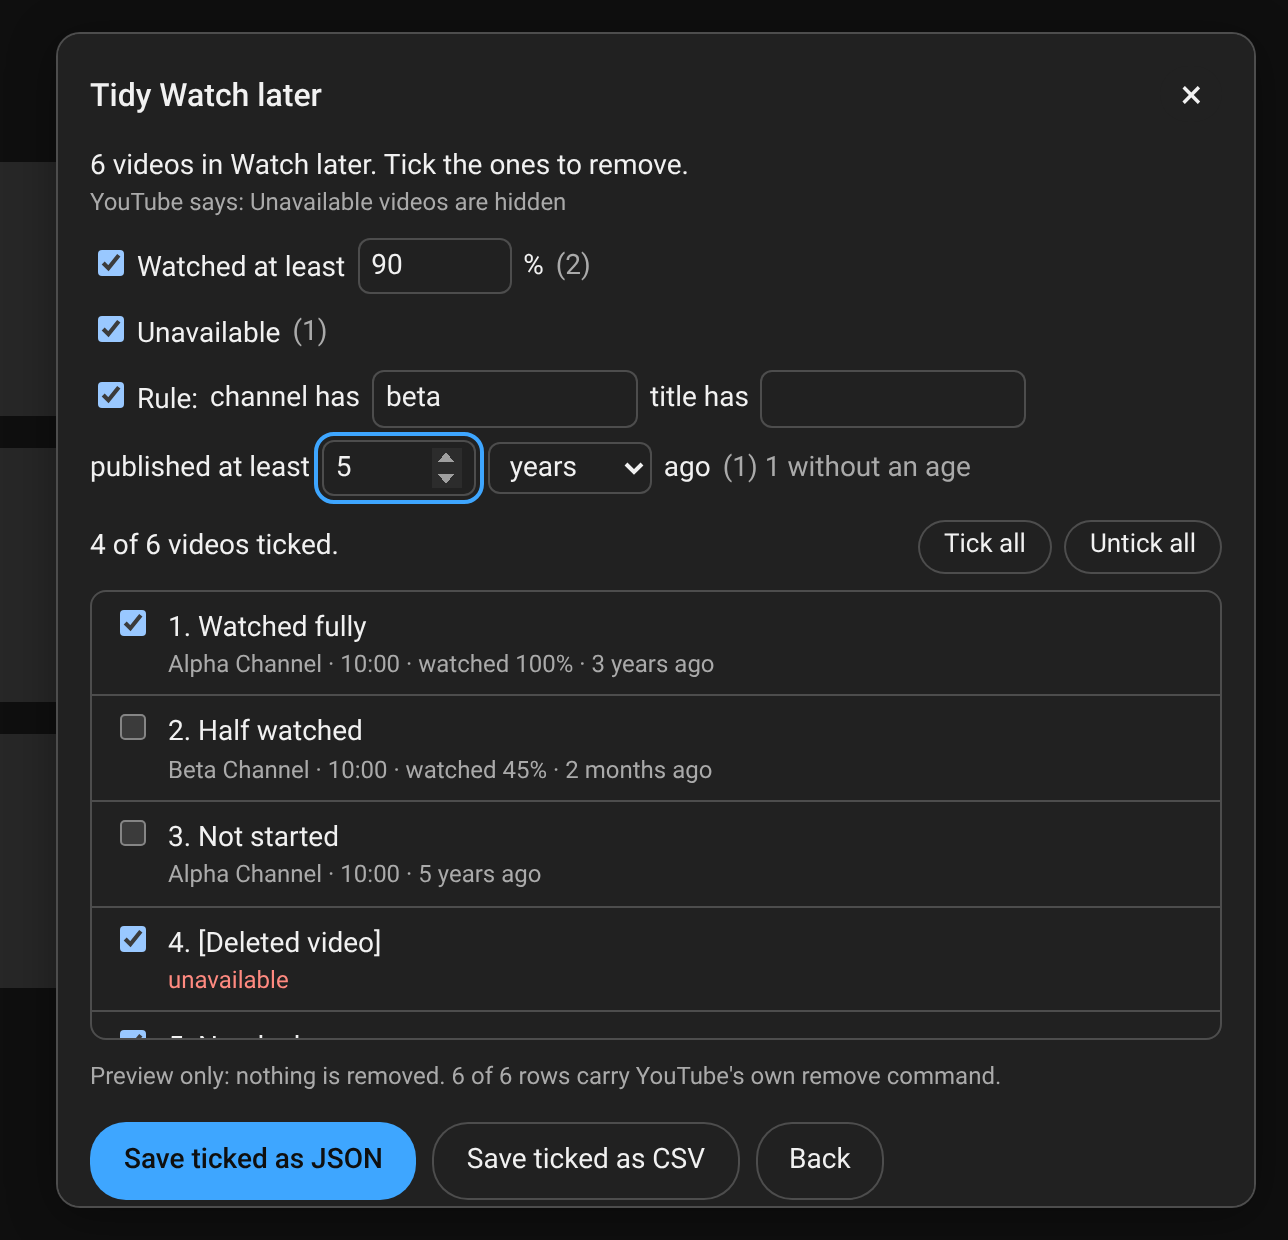 Tidy Watch later
6 videos in Watch later. Tick the ones to remove.
YouTube says: Unavailable videos are hidden
Watched at least 90 % (2)
Unavailable (1)
Rule: channel has beta title has
published at least 5 years ago (1) 1 without an age
4 of 6 videos ticked. Tick all Untick all
1. Watched fully
Alpha Channel · 10:00 · watched 100% · 3 years ago
2. Half watched
Beta Channel · 10:00 · watched 45% · 2 months ago
3. Not started
Alpha Channel · 10:00 · 5 years ago
4. [Deleted video]
unavailable
Preview only: nothing is removed. 6 of 6 rows carry YouTube's own remove command.
Save ticked as JSON Save ticked as CSV Back